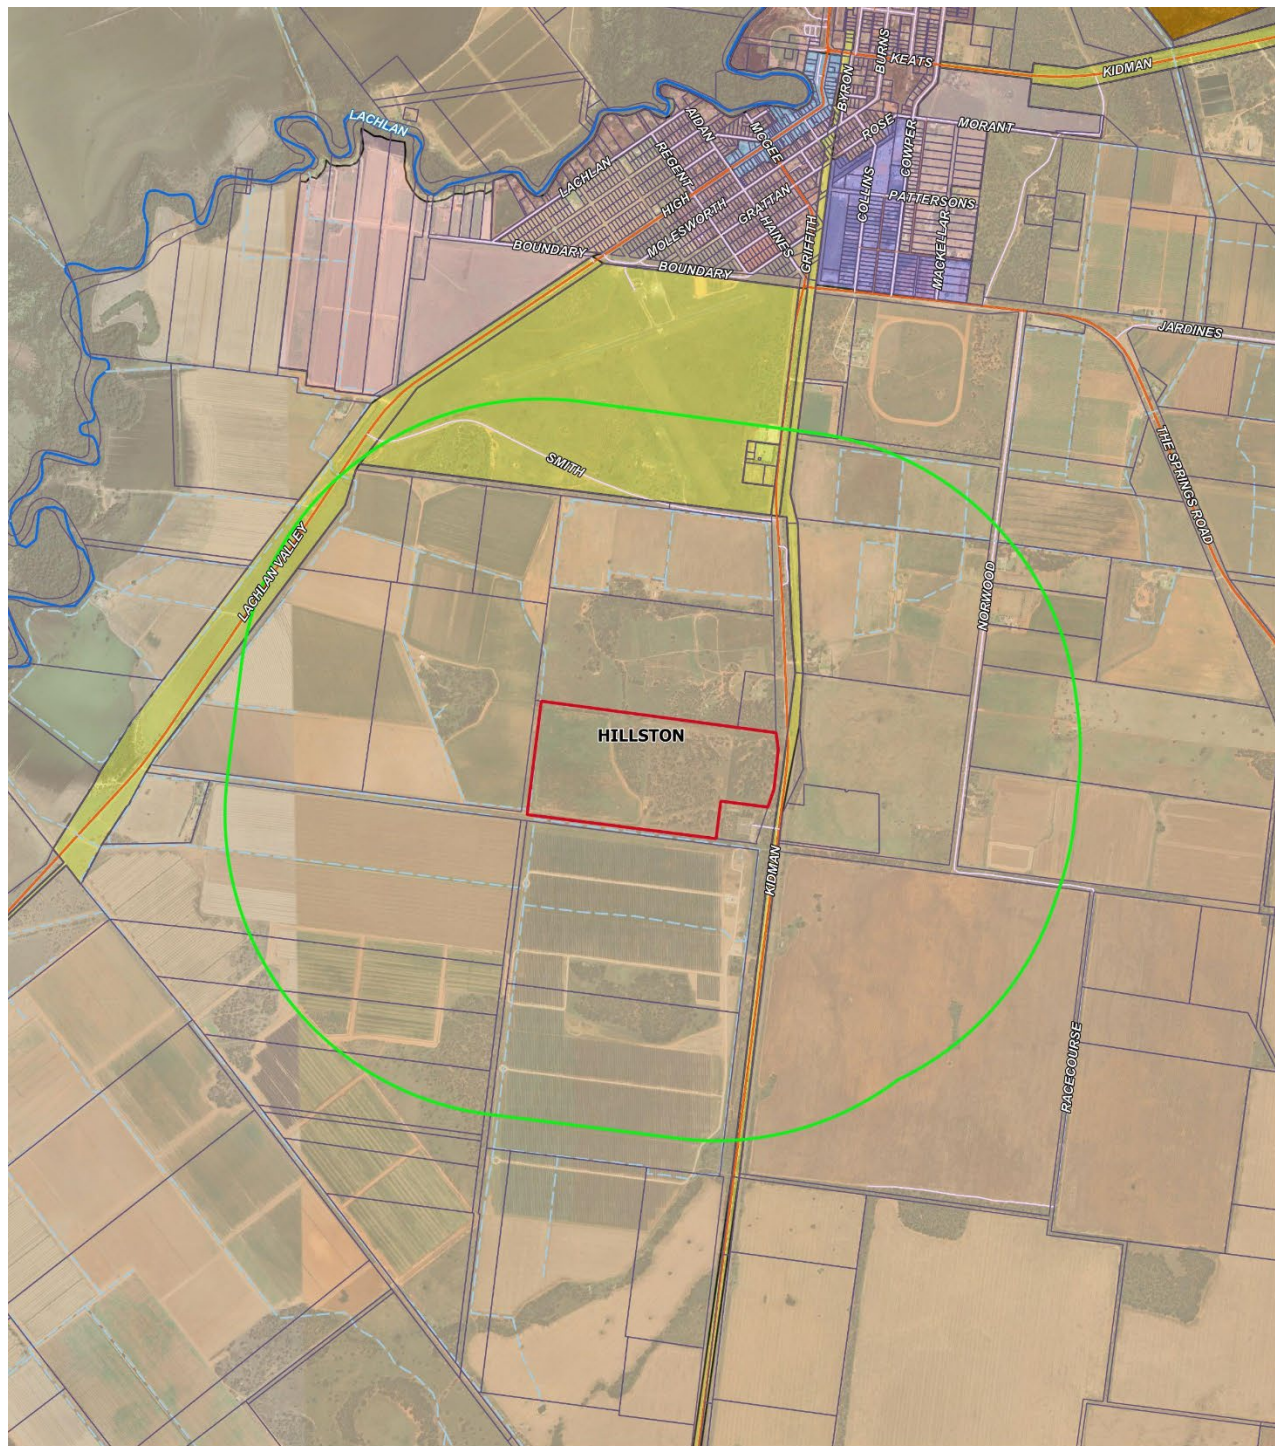 BURNS
KEATS
KIDMAN
BYRON
LACHLAN
AIDAN
MCGEE
ROSE
COWPER
MORANT
REGENT
LACHLAN
HIGH
GRATTAN
COLLINS
PATTERSONS
MOLESWORTH
HAINES
GRIFFITH
MACKELLAR
BOUNDARY
BOUNDARY
JARDINES
SMITH
THE SPRINGS ROAD
LACHLAN VALLEY
NORWOOD
HILLSTON
KIDMAN
RACECOURSE